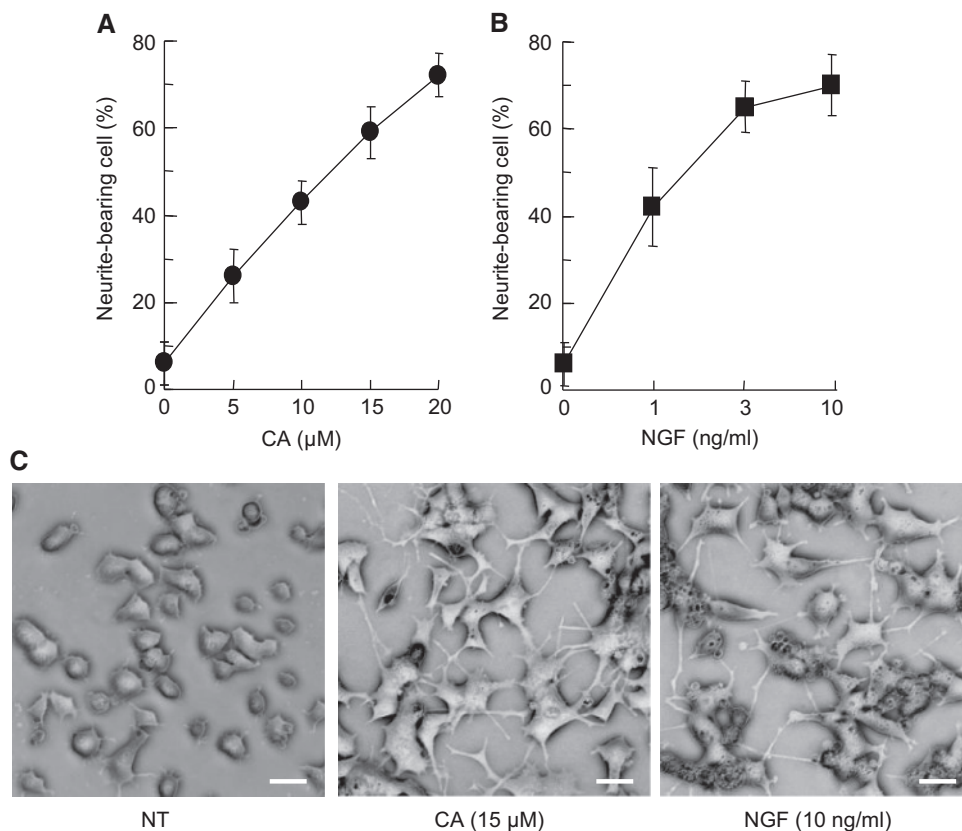 A
Neurite-bearing cell (%)
80
60
40
20
0
0 5 10 15 20
CA (µM)
B
Neurite-bearing cell (%)
80
60
40
20
0
0 1 3 10
NGF (ng/ml)
C
NT CA (15 µM) NGF (10 ng/ml)